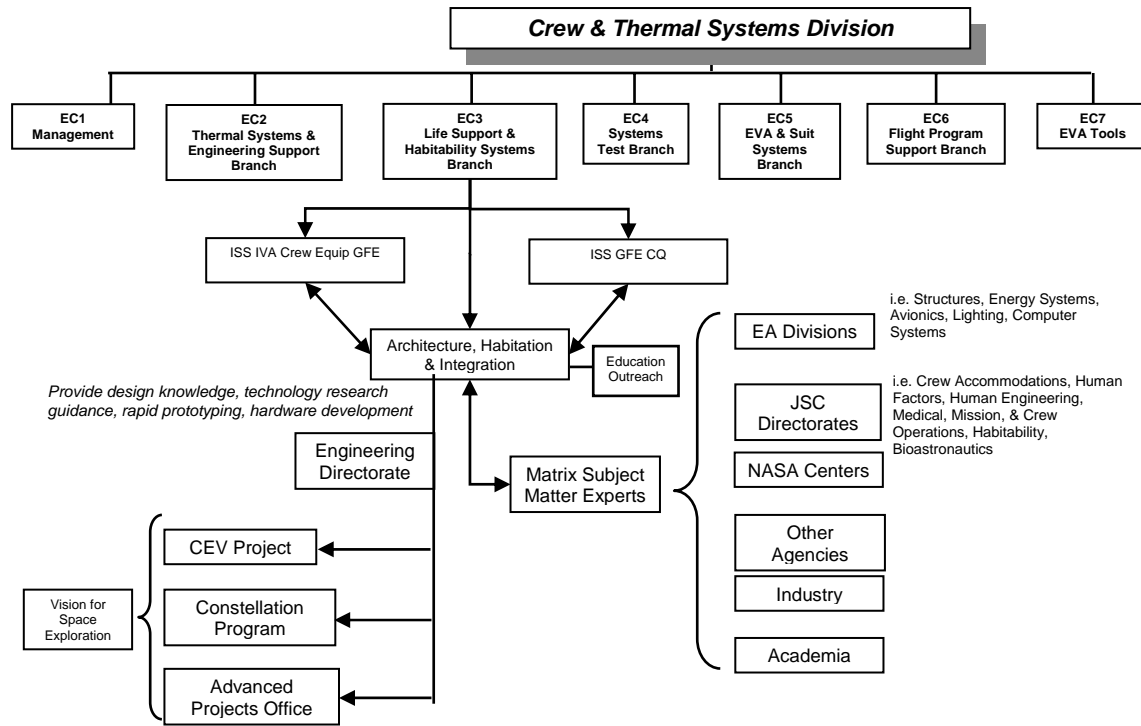 Crew & Thermal Systems Division
EC1
Management
EC2
Thermal Systems &
Engineering Support
Branch
EC3
Life Support &
Habitability Systems
Branch
EC4
Systems
Test Branch
EC5
EVA & Suit
Systems
Branch
EC6
Flight Program
Support Branch
EC7
EVA Tools
ISS IVA Crew Equip GFE
ISS GFE CQ
Architecture, Habitation
& Integration
Education
Outreach
Provide design knowledge, technology research
guidance, rapid prototyping, hardware development
Engineering
Directorate
Matrix Subject
Matter Experts
EA Divisions
i.e. Structures, Energy Systems,
Avionics, Lighting, Computer
Systems
JSC
Directorates
i.e. Crew Accommodations, Human
Factors, Human Engineering,
Medical, Mission, & Crew
Operations, Habitability,
Bioastronautics
NASA Centers
Other
Agencies
Industry
Academia
Vision for
Space
Exploration
CEV Project
Constellation
Program
Advanced
Projects Office